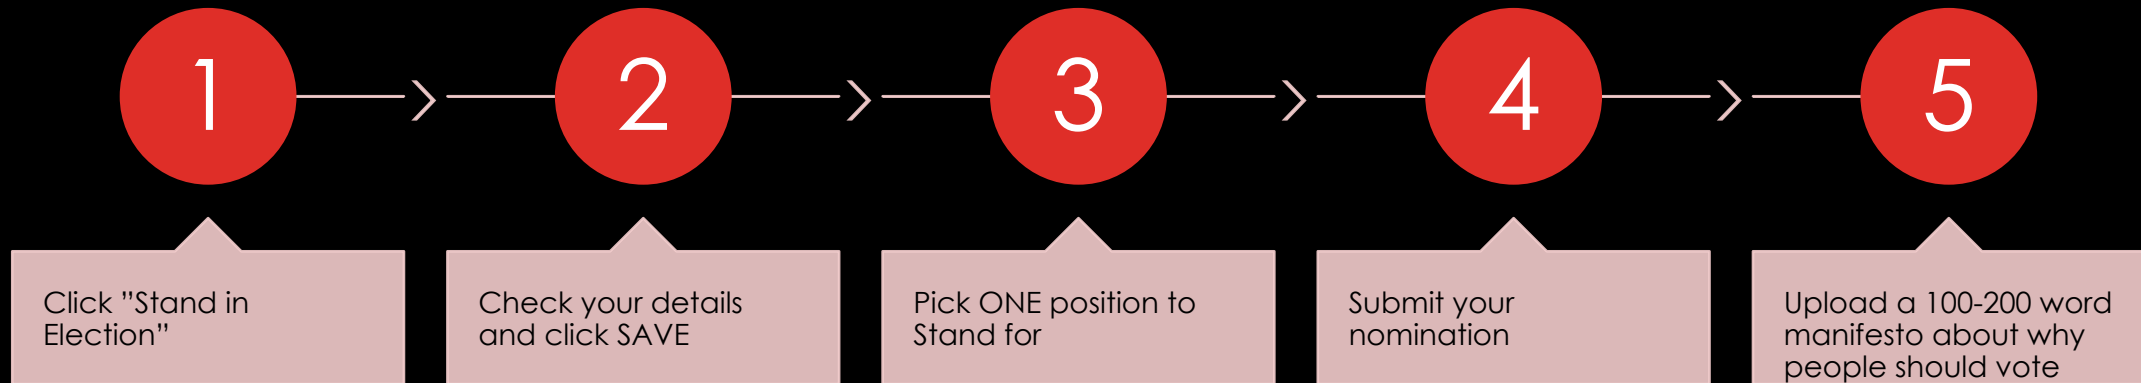 1
2
3
4
5
Click ”Stand in
Election”
Check your details
and click SAVE
Pick ONE position to
Stand for
Submit your
nomination
Upload a 100-200 word
manifesto about why
people should vote